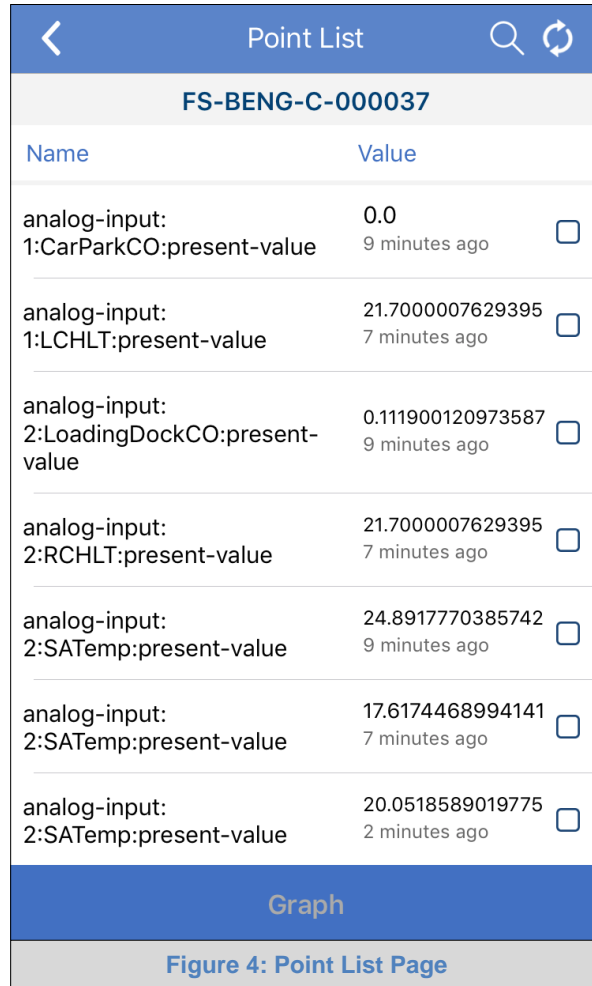 Point List
FS-BENG-C-000037
Name Value
analog-input:
1:CarParkCO:present-value
0.0
9 minutes ago
analog-input:
1:LCHLT:present-value
21.7000007629395
7 minutes ago
analog-input:
2:LoadingDockCO:present-
value
0.111900120973587
9 minutes ago
analog-input:
2:RCHLT:present-value
21.7000007629395
7 minutes ago
analog-input:
2:SATemp:present-value
24.8917770385742
9 minutes ago
analog-input:
2:SATemp:present-value
17.6174468994141
7 minutes ago
analog-input:
2:SATemp:present-value
20.0518589019775
2 minutes ago
Graph
Figure 4: Point List Page